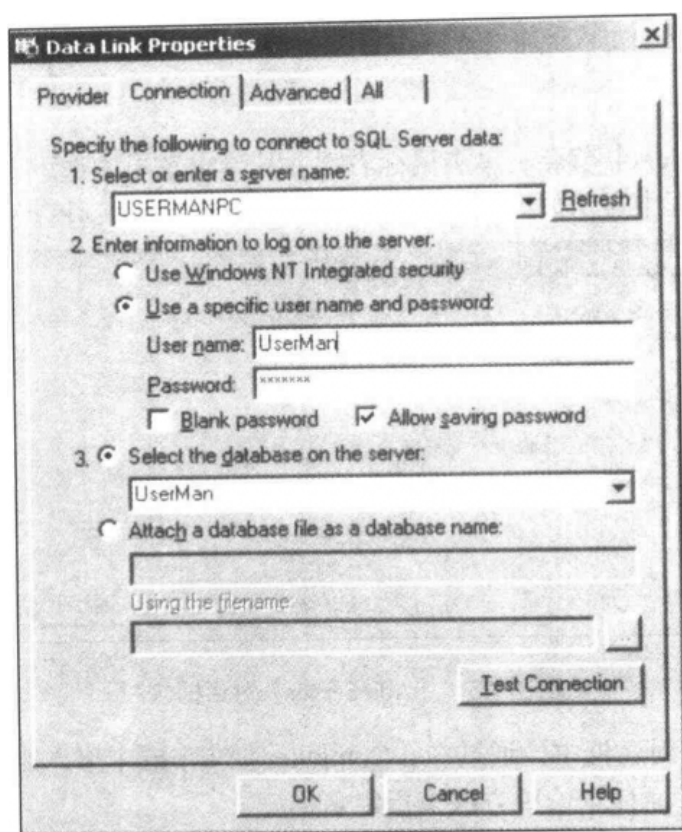 Data Link Properties
Provider Connection Advanced All
Specify the following to connect to SQL Server data:
1. Select or enter a server name:
USERMANPC Refresh
2. Enter information to log on to the server:
Use Windows NT Integrated security
Use a specific user name and password:
User name: UserMan
Password: xxxxxxx
Blank password Allow saving password
3. Select the database on the server:
UserMan
Attach a database file as a database name:
Using the filename:
...
Test Connection
OK Cancel Help